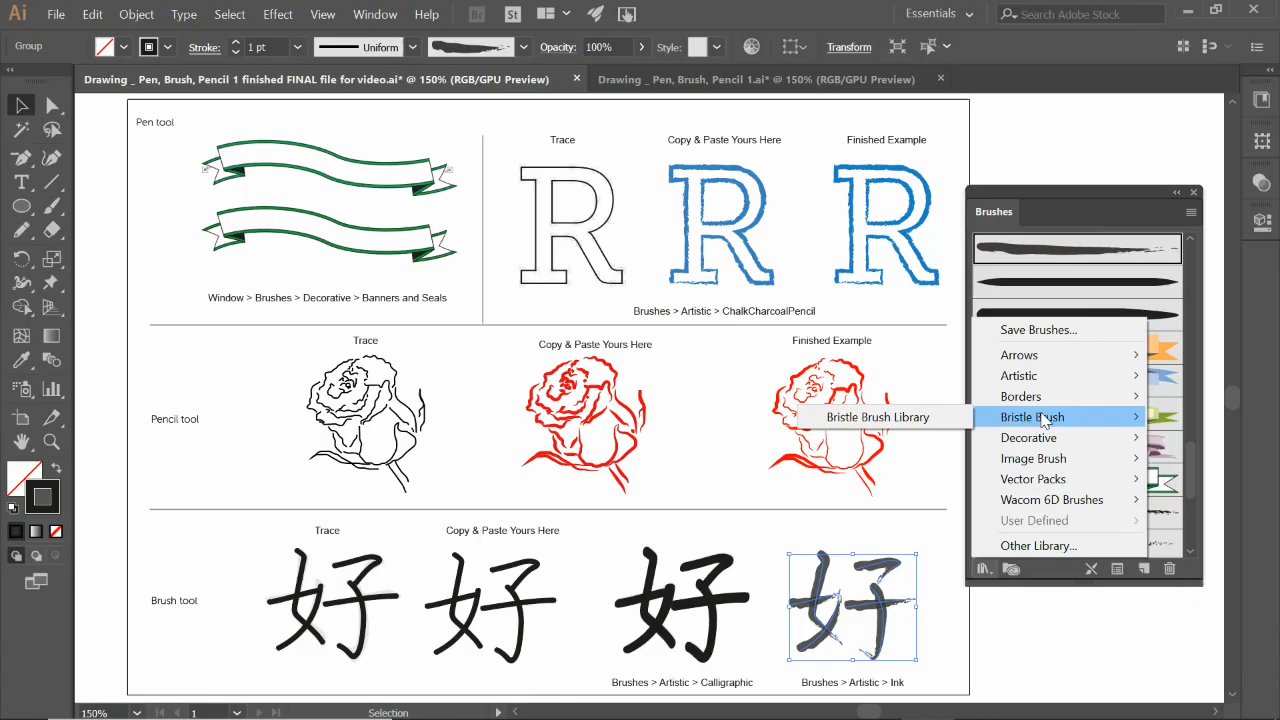 Ai File Edit Object Type Select Effect View Window Help Br St Essentials Search Adobe Stock
Group Stroke: 1 pt Uniform Opacity: 100% Style: Transform
Drawing _ Pen, Brush, Pencil 1 finished FINAL file for video.ai* @ 150% (RGB/GPU Preview) Drawing _ Pen, Brush, Pencil 1.ai* @ 150% (RGB/GPU Preview)
Pen tool
Trace Copy & Paste Yours Here Finished Example
R R R
Window > Brushes > Decorative > Banners and Seals
Brushes > Artistic > ChalkCharcoalPencil
Trace Copy & Paste Yours Here Finished Example
Pencil tool
Trace Copy & Paste Yours Here
Brush tool
好 好 好 好
Brushes > Artistic > Calligraphic Brushes > Artistic > Ink
Brushes
Save Brushes...
Arrows
Artistic
Borders
Bristle Brush
Bristle Brush Library
Decorative
Image Brush
Vector Packs
Wacom 6D Brushes
User Defined
Other Library...
150% 1 Selection